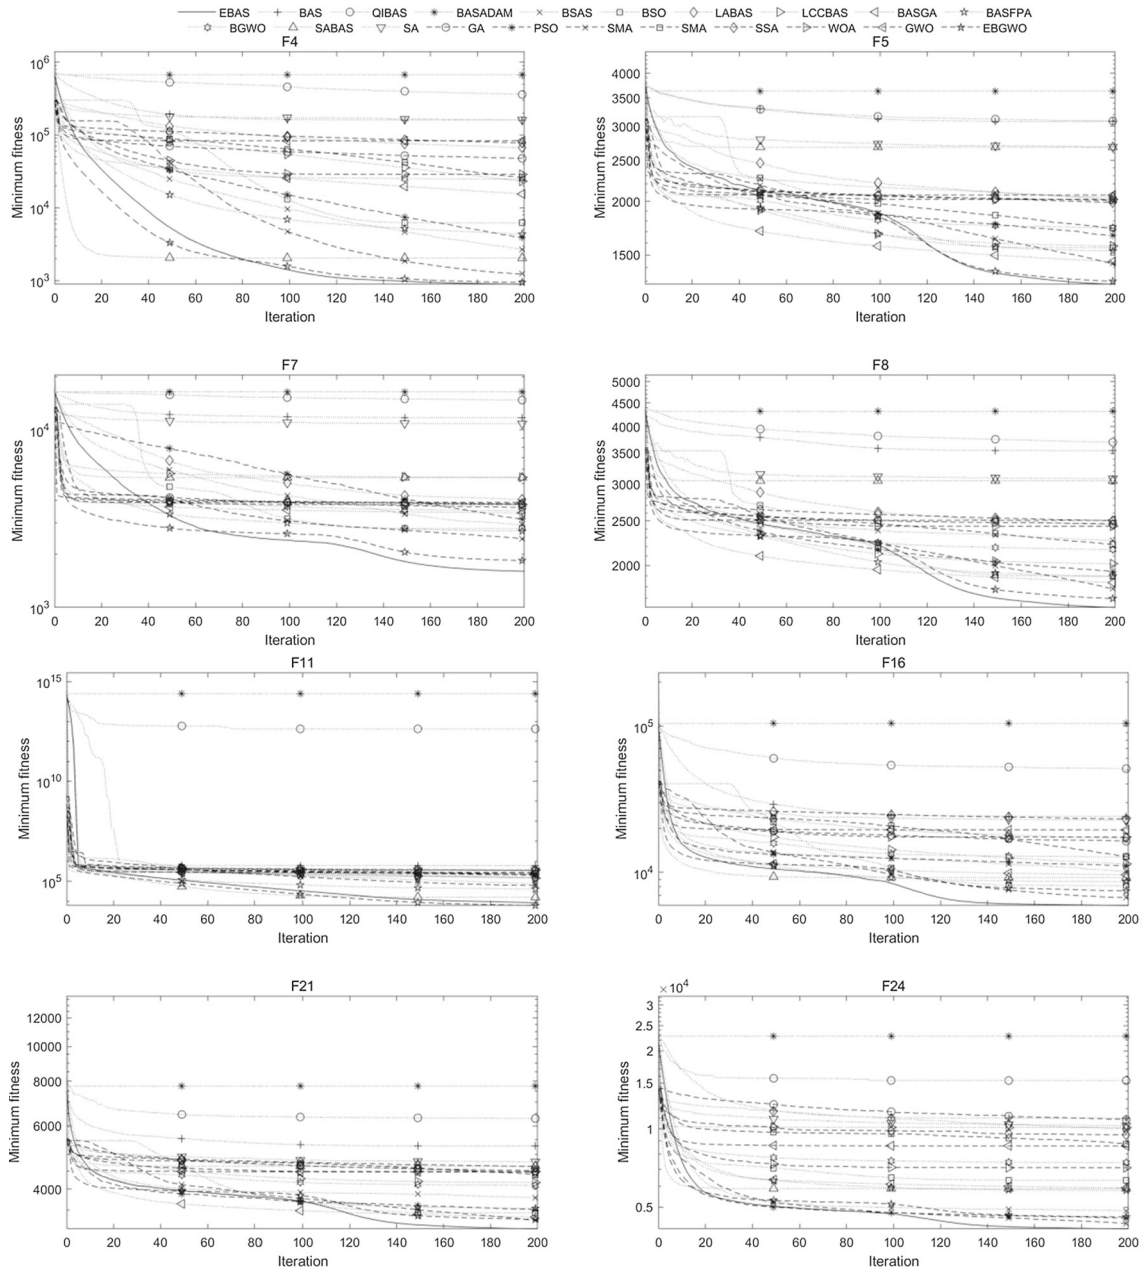 EBAS BAS QIBAS BASADAM BSAS BSO LABAS LCCBAS BASGA BASFPA
BGWO SABAS SA GA PSO SMA SMA SSA WOA GWO EBGWO
F4
10^6
10^5
10^4
10^3
Minimum fitness
0 20 40 60 80 100 120 140 160 180 200
Iteration
F5
4000
3500
3000
2500
2000
1500
Minimum fitness
0 20 40 60 80 100 120 140 160 180 200
Iteration
F7
10^4
10^3
Minimum fitness
0 20 40 60 80 100 120 140 160 180 200
Iteration
F8
5000
4500
4000
3500
3000
2500
2000
Minimum fitness
0 20 40 60 80 100 120 140 160 180 200
Iteration
F11
10^15
10^10
10^5
Minimum fitness
0 20 40 60 80 100 120 140 160 180 200
Iteration
F16
10^5
10^4
Minimum fitness
0 20 40 60 80 100 120 140 160 180 200
Iteration
F21
12000
10000
8000
6000
4000
Minimum fitness
0 20 40 60 80 100 120 140 160 180 200
Iteration
F24
×10^4
3
2.5
2
1.5
1
0.5
Minimum fitness
0 20 40 60 80 100 120 140 160 180 200
Iteration